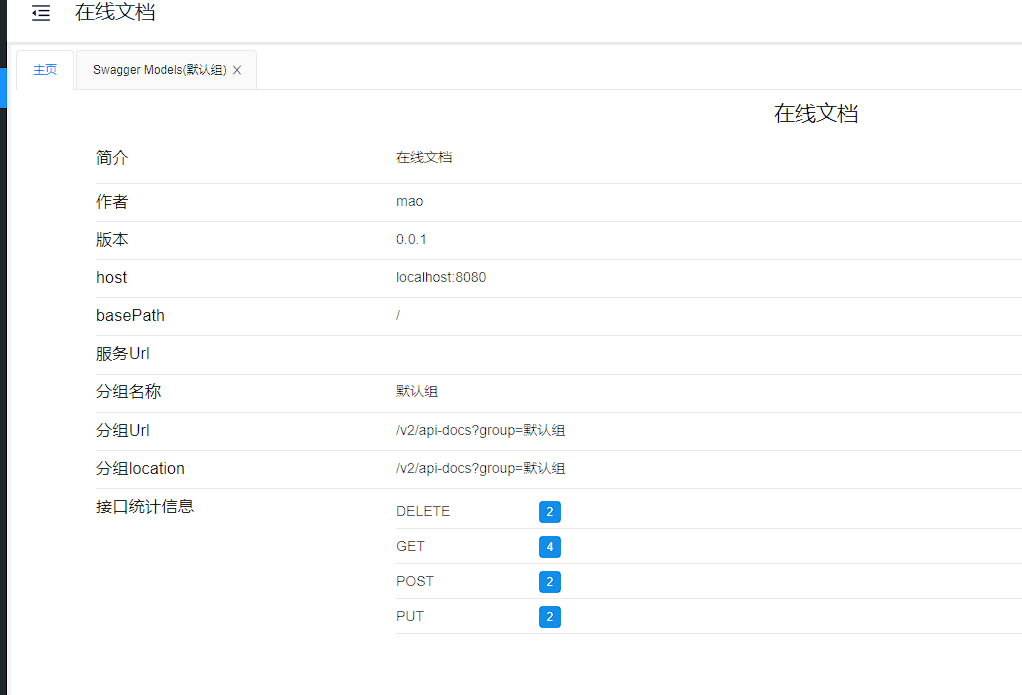 在线文档
主页 Swagger Models(默认组)
在线文档
简介 在线文档
作者 mao
版本 0.0.1
host localhost:8080
basePath /
服务Url
分组名称 默认组
分组Url /v2/api-docs?group=默认组
分组location /v2/api-docs?group=默认组
接口统计信息 DELETE 2
GET 4
POST 2
PUT 2